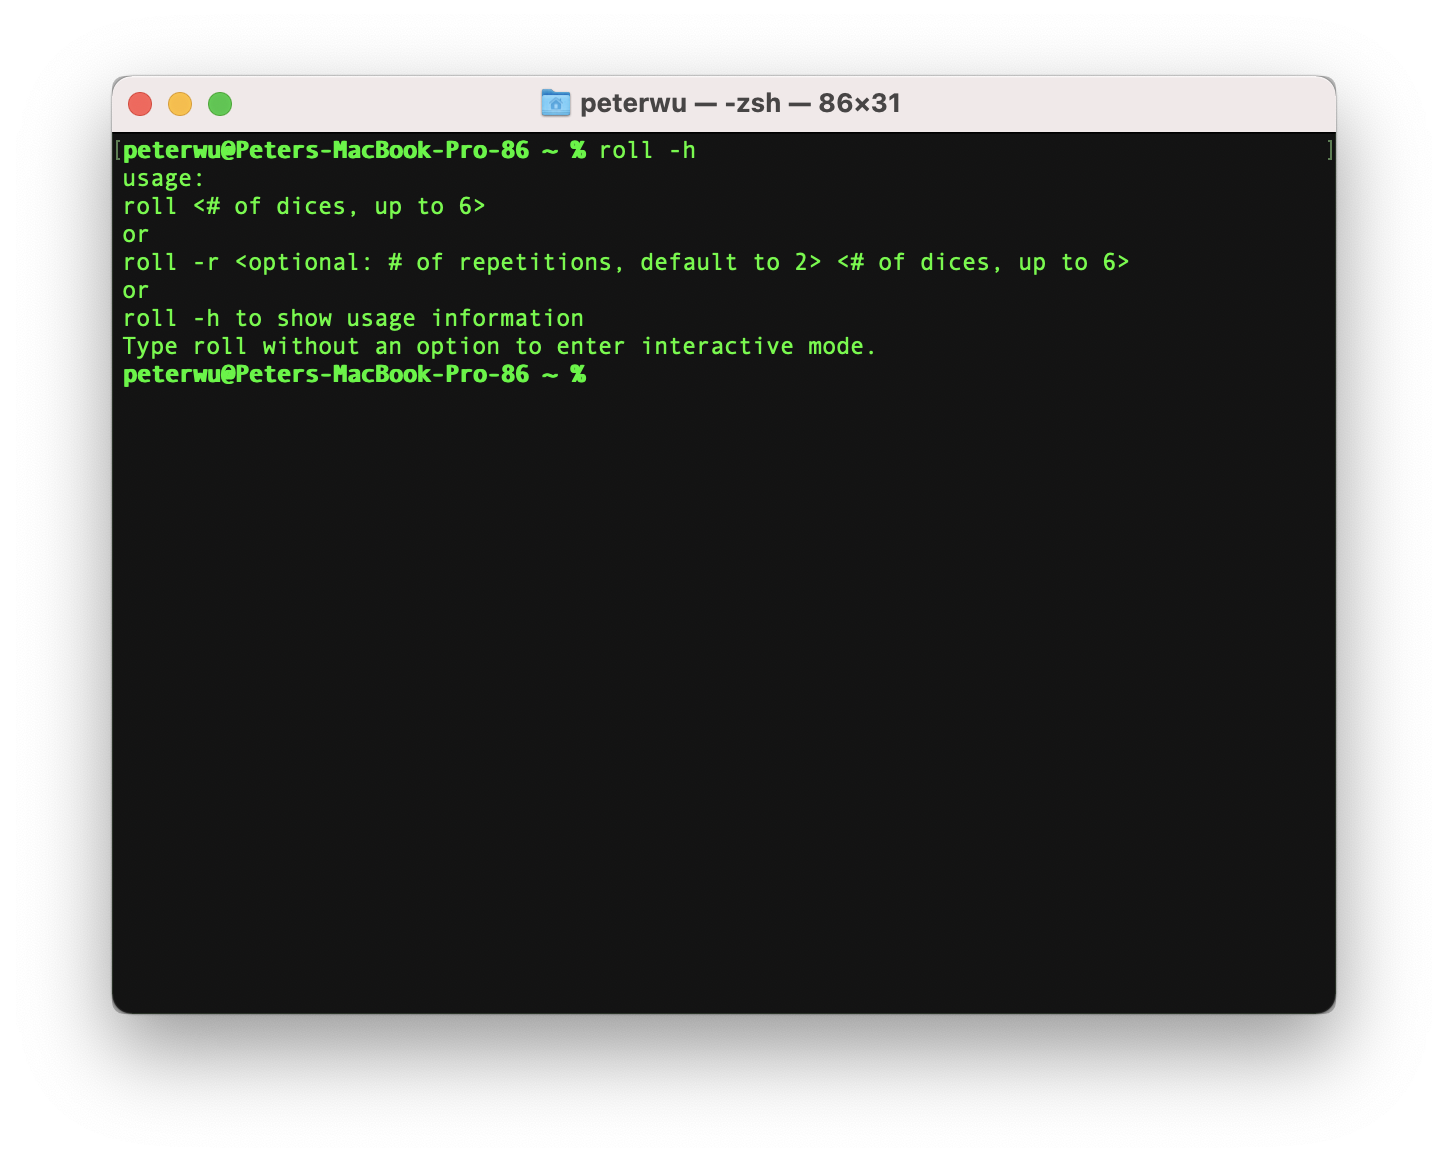 peterwu — -zsh — 86×31
[peterwu@Peters-MacBook-Pro-86 ~ % roll -h ]
usage:
roll <# of dices, up to 6>
or
roll -r <optional: # of repetitions, default to 2> <# of dices, up to 6>
or
roll -h to show usage information
Type roll without an option to enter interactive mode.
peterwu@Peters-MacBook-Pro-86 ~ %